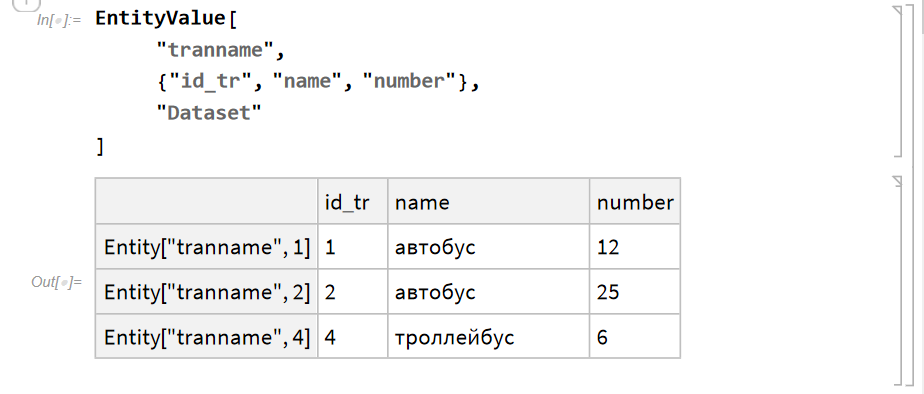 In[•]:= EntityValue[
"tranname",
{"id_tr", "name", "number"},
"Dataset"
]
id_tr name number
Entity["tranname", 1] 1 автобус 12
Entity["tranname", 2] 2 автобус 25
Out[•]=
Entity["tranname", 4] 4 троллейбус 6